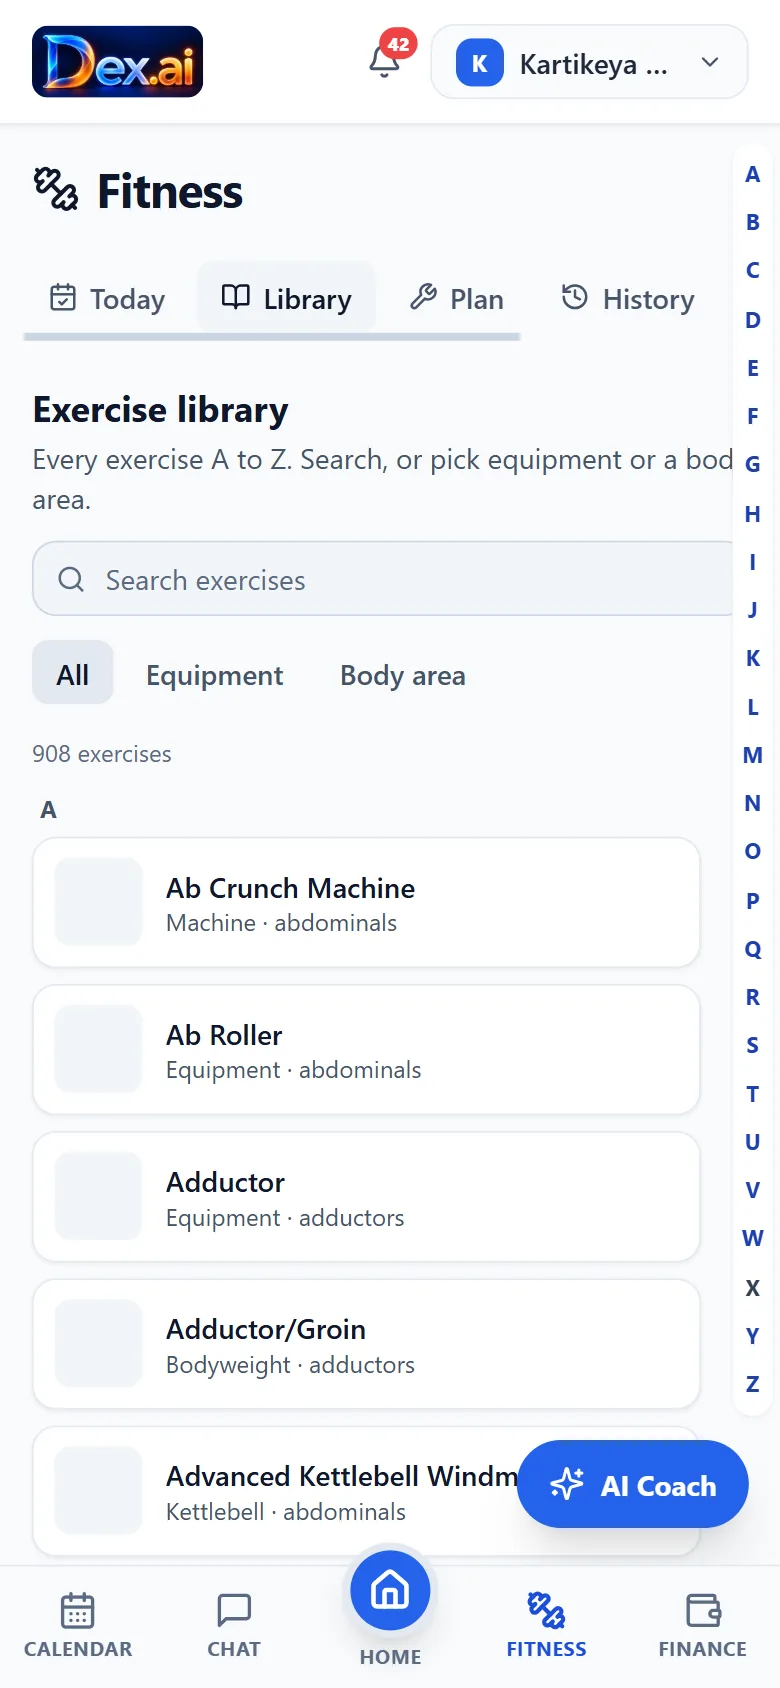 Dex.ai
42
K
Kartikeya ...
Fitness
Today
Library
Plan
History
Exercise library
Every exercise A to Z. Search, or pick equipment or a bod
area.
Search exercises
All
Equipment
Body area
908 exercises
A
Ab Crunch Machine
Machine · abdominals
Ab Roller
Equipment · abdominals
Adductor
Equipment · adductors
Adductor/Groin
Bodyweight · adductors
Advanced Kettlebell Windm
Kettlebell · abdominals
A
B
C
D
E
F
G
H
I
J
K
L
M
N
O
P
Q
R
S
T
U
V
W
X
Y
Z
AI Coach
CALENDAR
CHAT
HOME
FITNESS
FINANCE